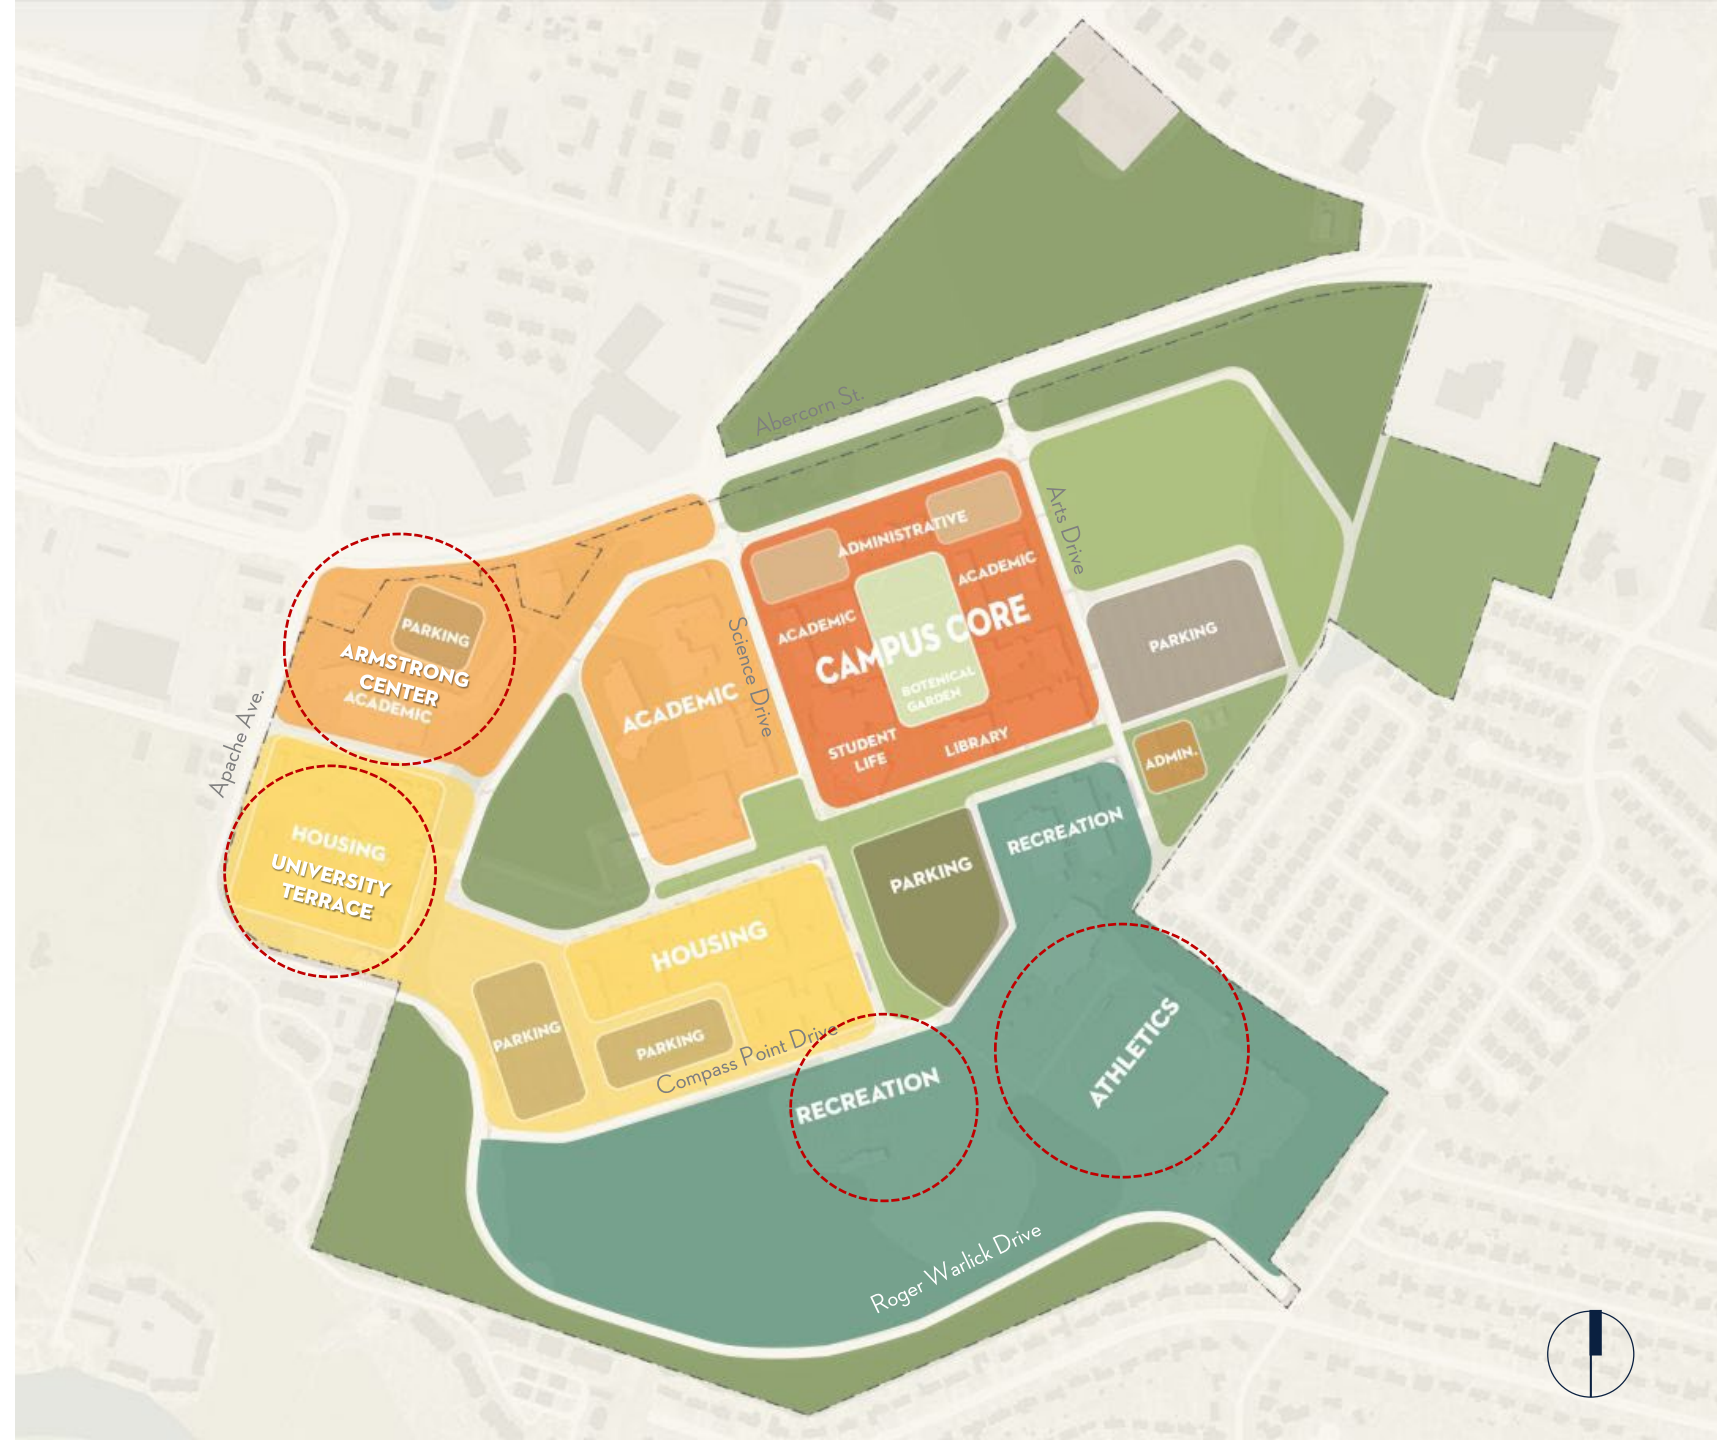 Abercorn St.
Arts Drive
ADMINISTRATIVE
ACADEMIC
ACADEMIC
CAMPUS CORE
BOTENICAL
GARDEN
STUDENT
LIFE
LIBRARY
Science Drive
PARKING
ARMSTRONG
CENTER
ACADEMIC
ACADEMIC
PARKING
Apache Ave.
ADMIN.
HOUSING
UNIVERSITY
TERRACE
RECREATION
PARKING
HOUSING
PARKING
PARKING
Compass Point Drive
RECREATION
ATHLETICS
Roger Warlick Drive